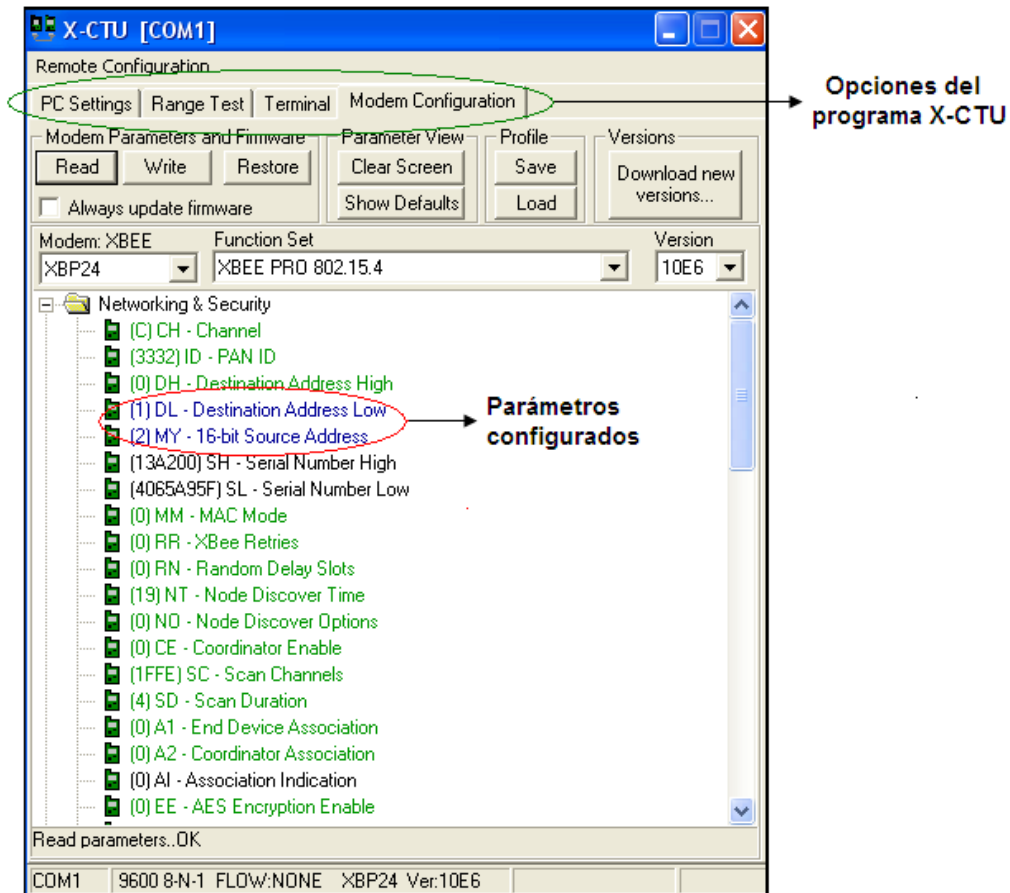 X-CTU [COM1]
Remote Configuration
PC Settings Range Test Terminal Modem Configuration
Opciones del
programa X-CTU
Modem Parameters and Firmware Parameter View Profile Versions
Read Write Restore Clear Screen Save Download new
versions...
Always update firmware Show Defaults Load
Modem: XBEE Function Set Version
XBP24 XBEE PRO 802.15.4 10E6
Networking & Security
(C) CH - Channel
(3332) ID - PAN ID
(0) DH - Destination Address High
(1) DL - Destination Address Low
(2) MY - 16-bit Source Address
Parámetros
configurados
(13A200) SH - Serial Number High
(4065A95F) SL - Serial Number Low
(0) MM - MAC Mode
(0) RR - XBee Retries
(0) RN - Random Delay Slots
(19) NT - Node Discover Time
(0) NO - Node Discover Options
(0) CE - Coordinator Enable
(1FFE) SC - Scan Channels
(4) SD - Scan Duration
(0) A1 - End Device Association
(0) A2 - Coordinator Association
(0) AI - Association Indication
(0) EE - AES Encryption Enable
Read parameters..OK
COM1 9600 8-N-1 FLOW:NONE XBP24 Ver:10E6